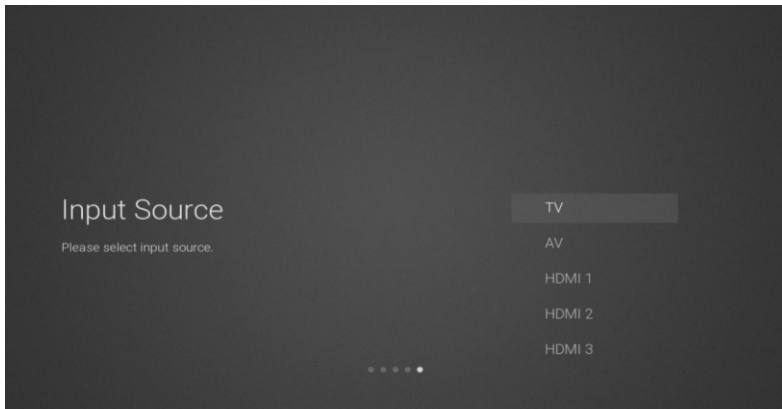 Input Source
Please select input source.
TV
AV
HDMI 1
HDMI 2
HDMI 3